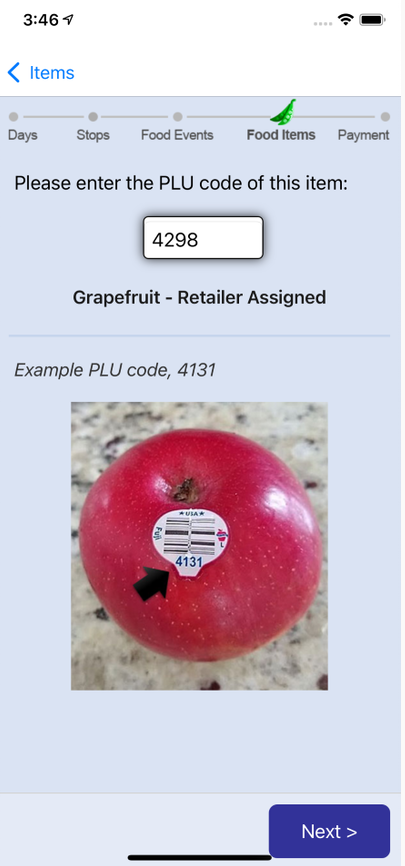 3:46
Items
Days Stops Food Events Food Items Payment
Please enter the PLU code of this item:
4298
Grapefruit - Retailer Assigned
Example PLU code, 4131
★USA★
Fuji
4131
Next >